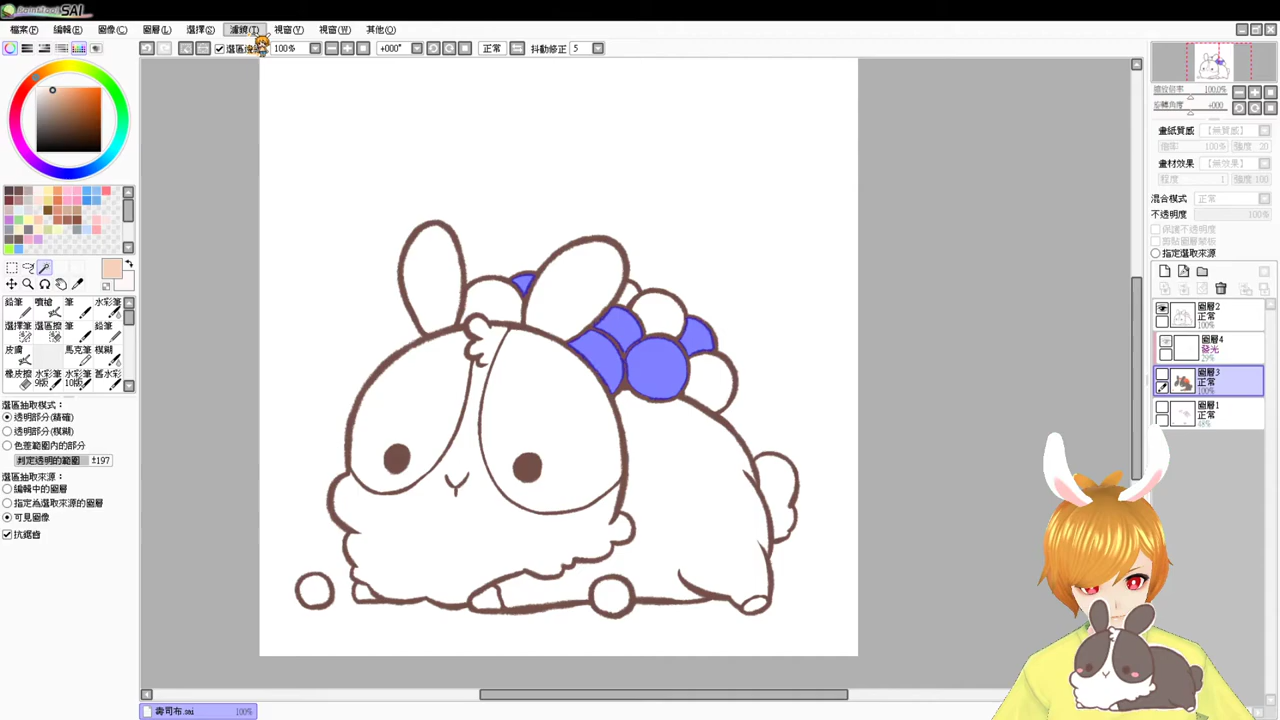 PaintTool SAI
檔案(F) 編輯(E) 圖像(C) 圖層(L) 選擇(S) 濾鏡(I) 視窗(V) 視窗(W) 其他(O)
100% +000° 正常 抖動修正 5
100.0%
+000
畫紙質感 【無質感】
倍率 100% 強度 20
畫材效果 【無效果】
程度 1 強度 100
混合模式 正常
不透明度 100%
保護不透明度
剪貼圖層蒙板
指定選取來源
圖層2
正常
100%
圖層4
發光
29%
圖層3
正常
100%
圖層1
正常
48%
鉛筆 噴槍 筆 水彩筆
選擇筆 選區擦 筆 鉛筆
皮膚 馬克筆 模糊
橡皮擦 水彩筆 9版 水彩筆 10版 舊水彩
選區抽取模式:
透明部分(精確)
透明部分(模糊)
色差範圍內的部分
判定透明的範圍 ±197
選區抽取來源:
編輯中的圖層
指定為選取來源的圖層
可見圖像
抗鋸齒
壽司布.sai 100%